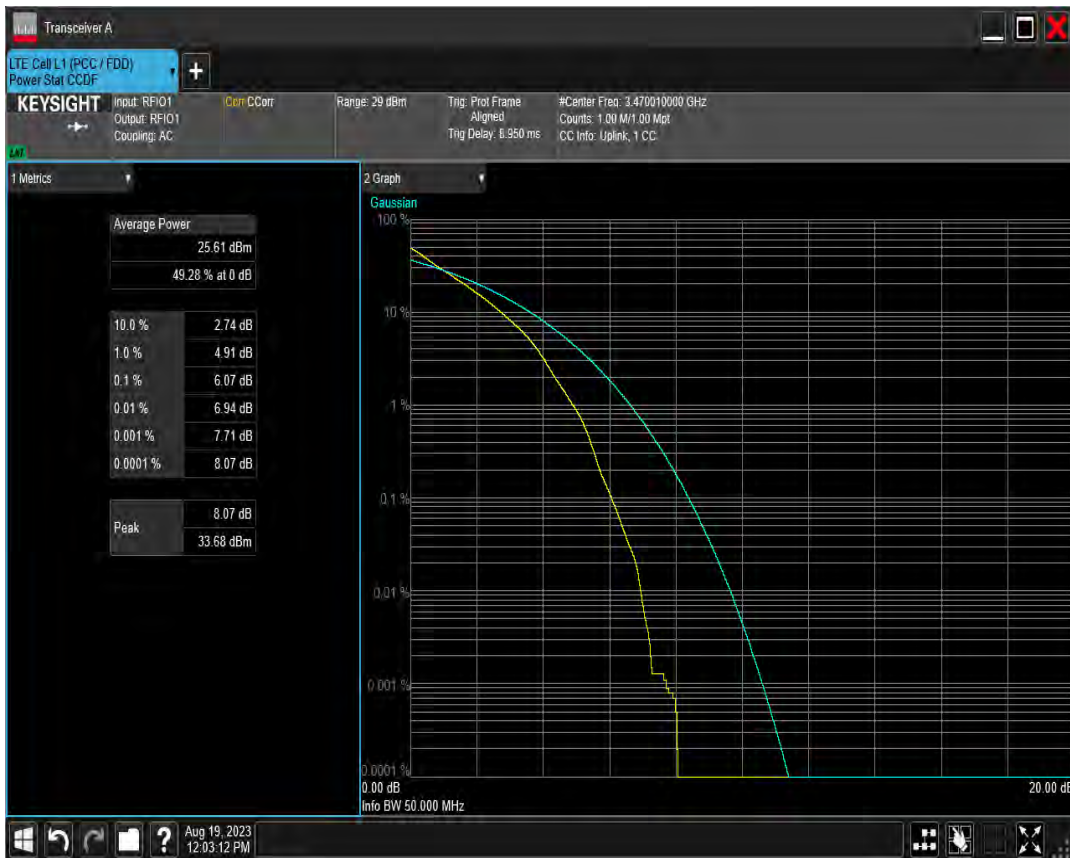 Transceiver A
LTE Cell L1 (PCC / FDD)
Power Stat CCDF
+
KEYSIGHT
Input: RFIO1
Output: RFIO1
Coupling: AC
Corr CCorr
Range: 29 dBm
Trig: Prot Frame
Aligned
Trig Delay: 8.950 ms
#Center Freq: 3.470010000 GHz
Counts: 1.00 M/1.00 Mpt
CC Info: Uplink, 1 CC
1 Metrics
Average Power
25.61 dBm
49.28 % at 0 dB
10.0 % 2.74 dB
1.0 % 4.91 dB
0.1 % 6.07 dB
0.01 % 6.94 dB
0.001 % 7.71 dB
0.0001 % 8.07 dB
Peak
8.07 dB
33.68 dBm
2 Graph
Gaussian
100 %
10 %
1 %
0.1 %
0.01 %
0.001 %
0.0001 %
0.00 dB
20.00 dB
Info BW 50.000 MHz
?
Aug 19, 2023
12:03:12 PM